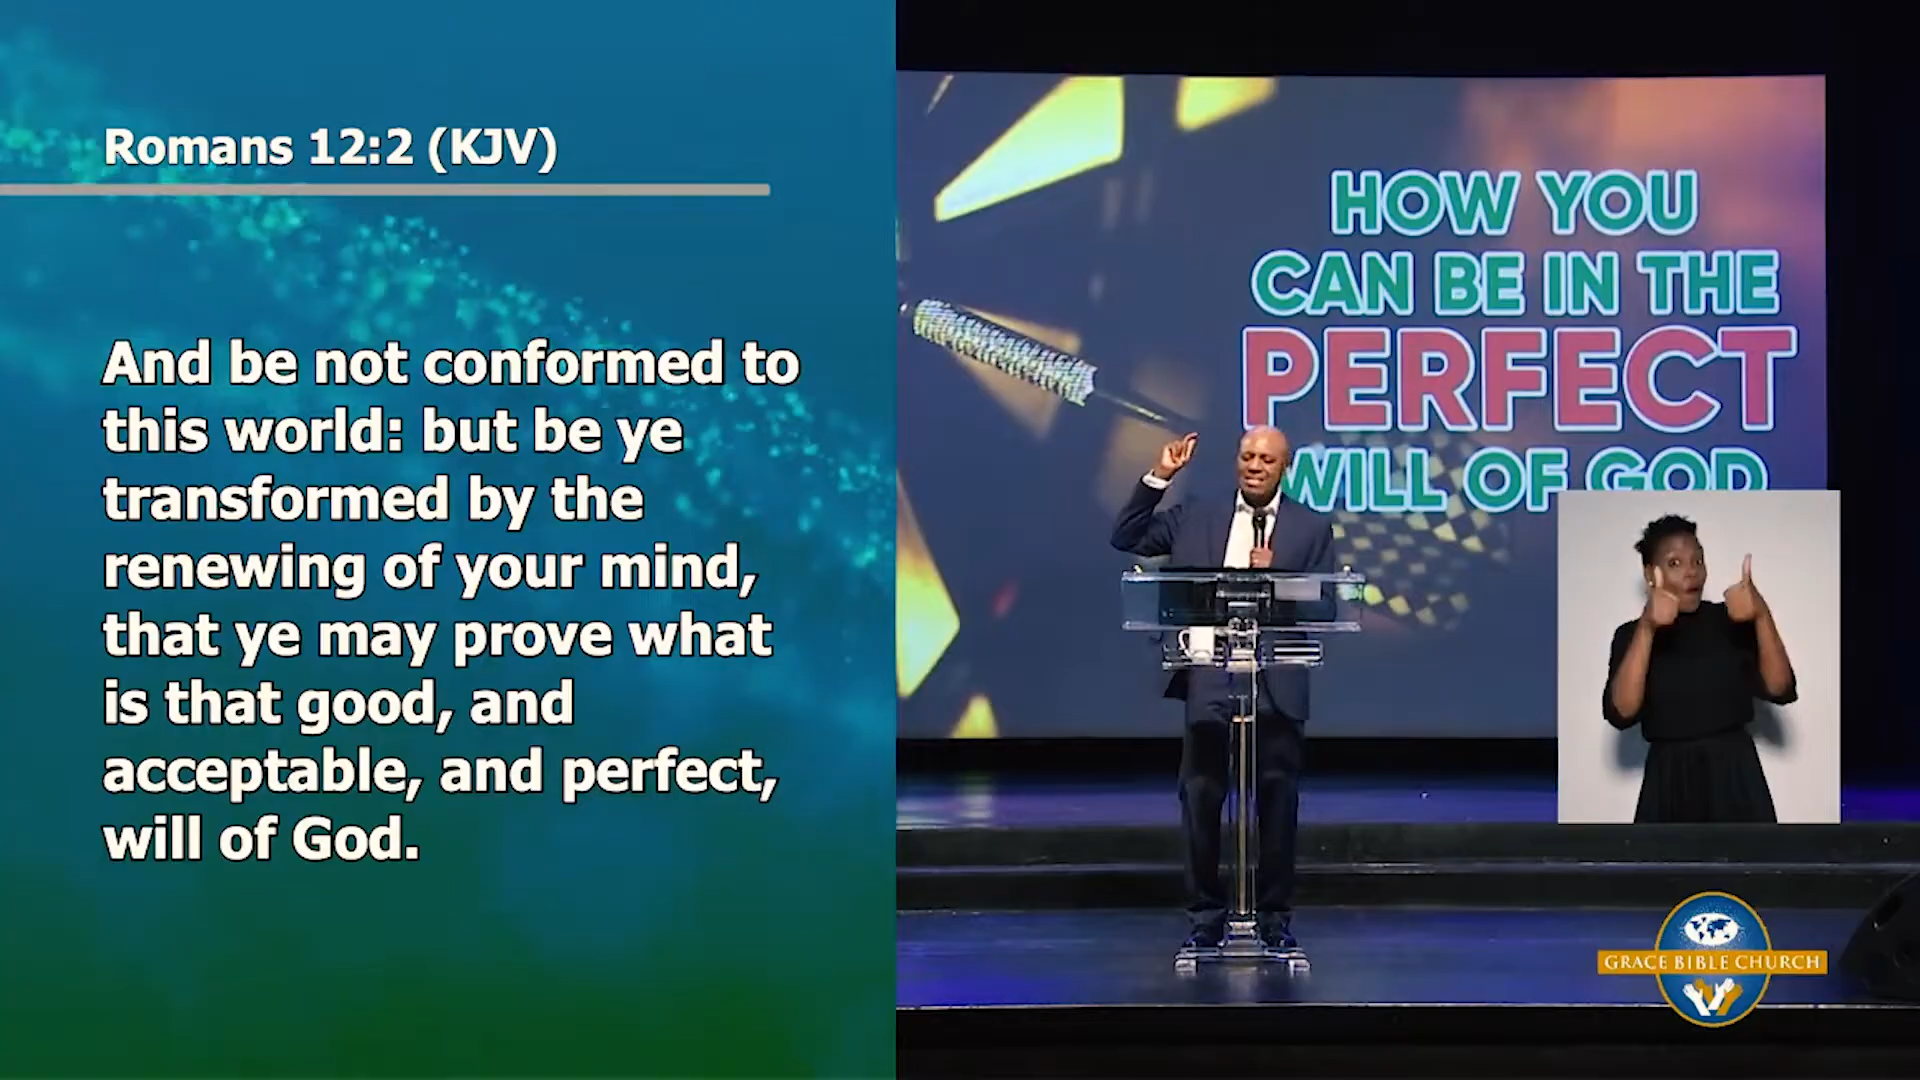 Romans 12:2 (KJV)
And be not conformed to
this world: but be ye
transformed by the
renewing of your mind,
that ye may prove what
is that good, and
acceptable, and perfect,
will of God.
HOW YOU
CAN BE IN THE
PERFECT
WILL OF GOD
GRACE BIBLE CHURCH